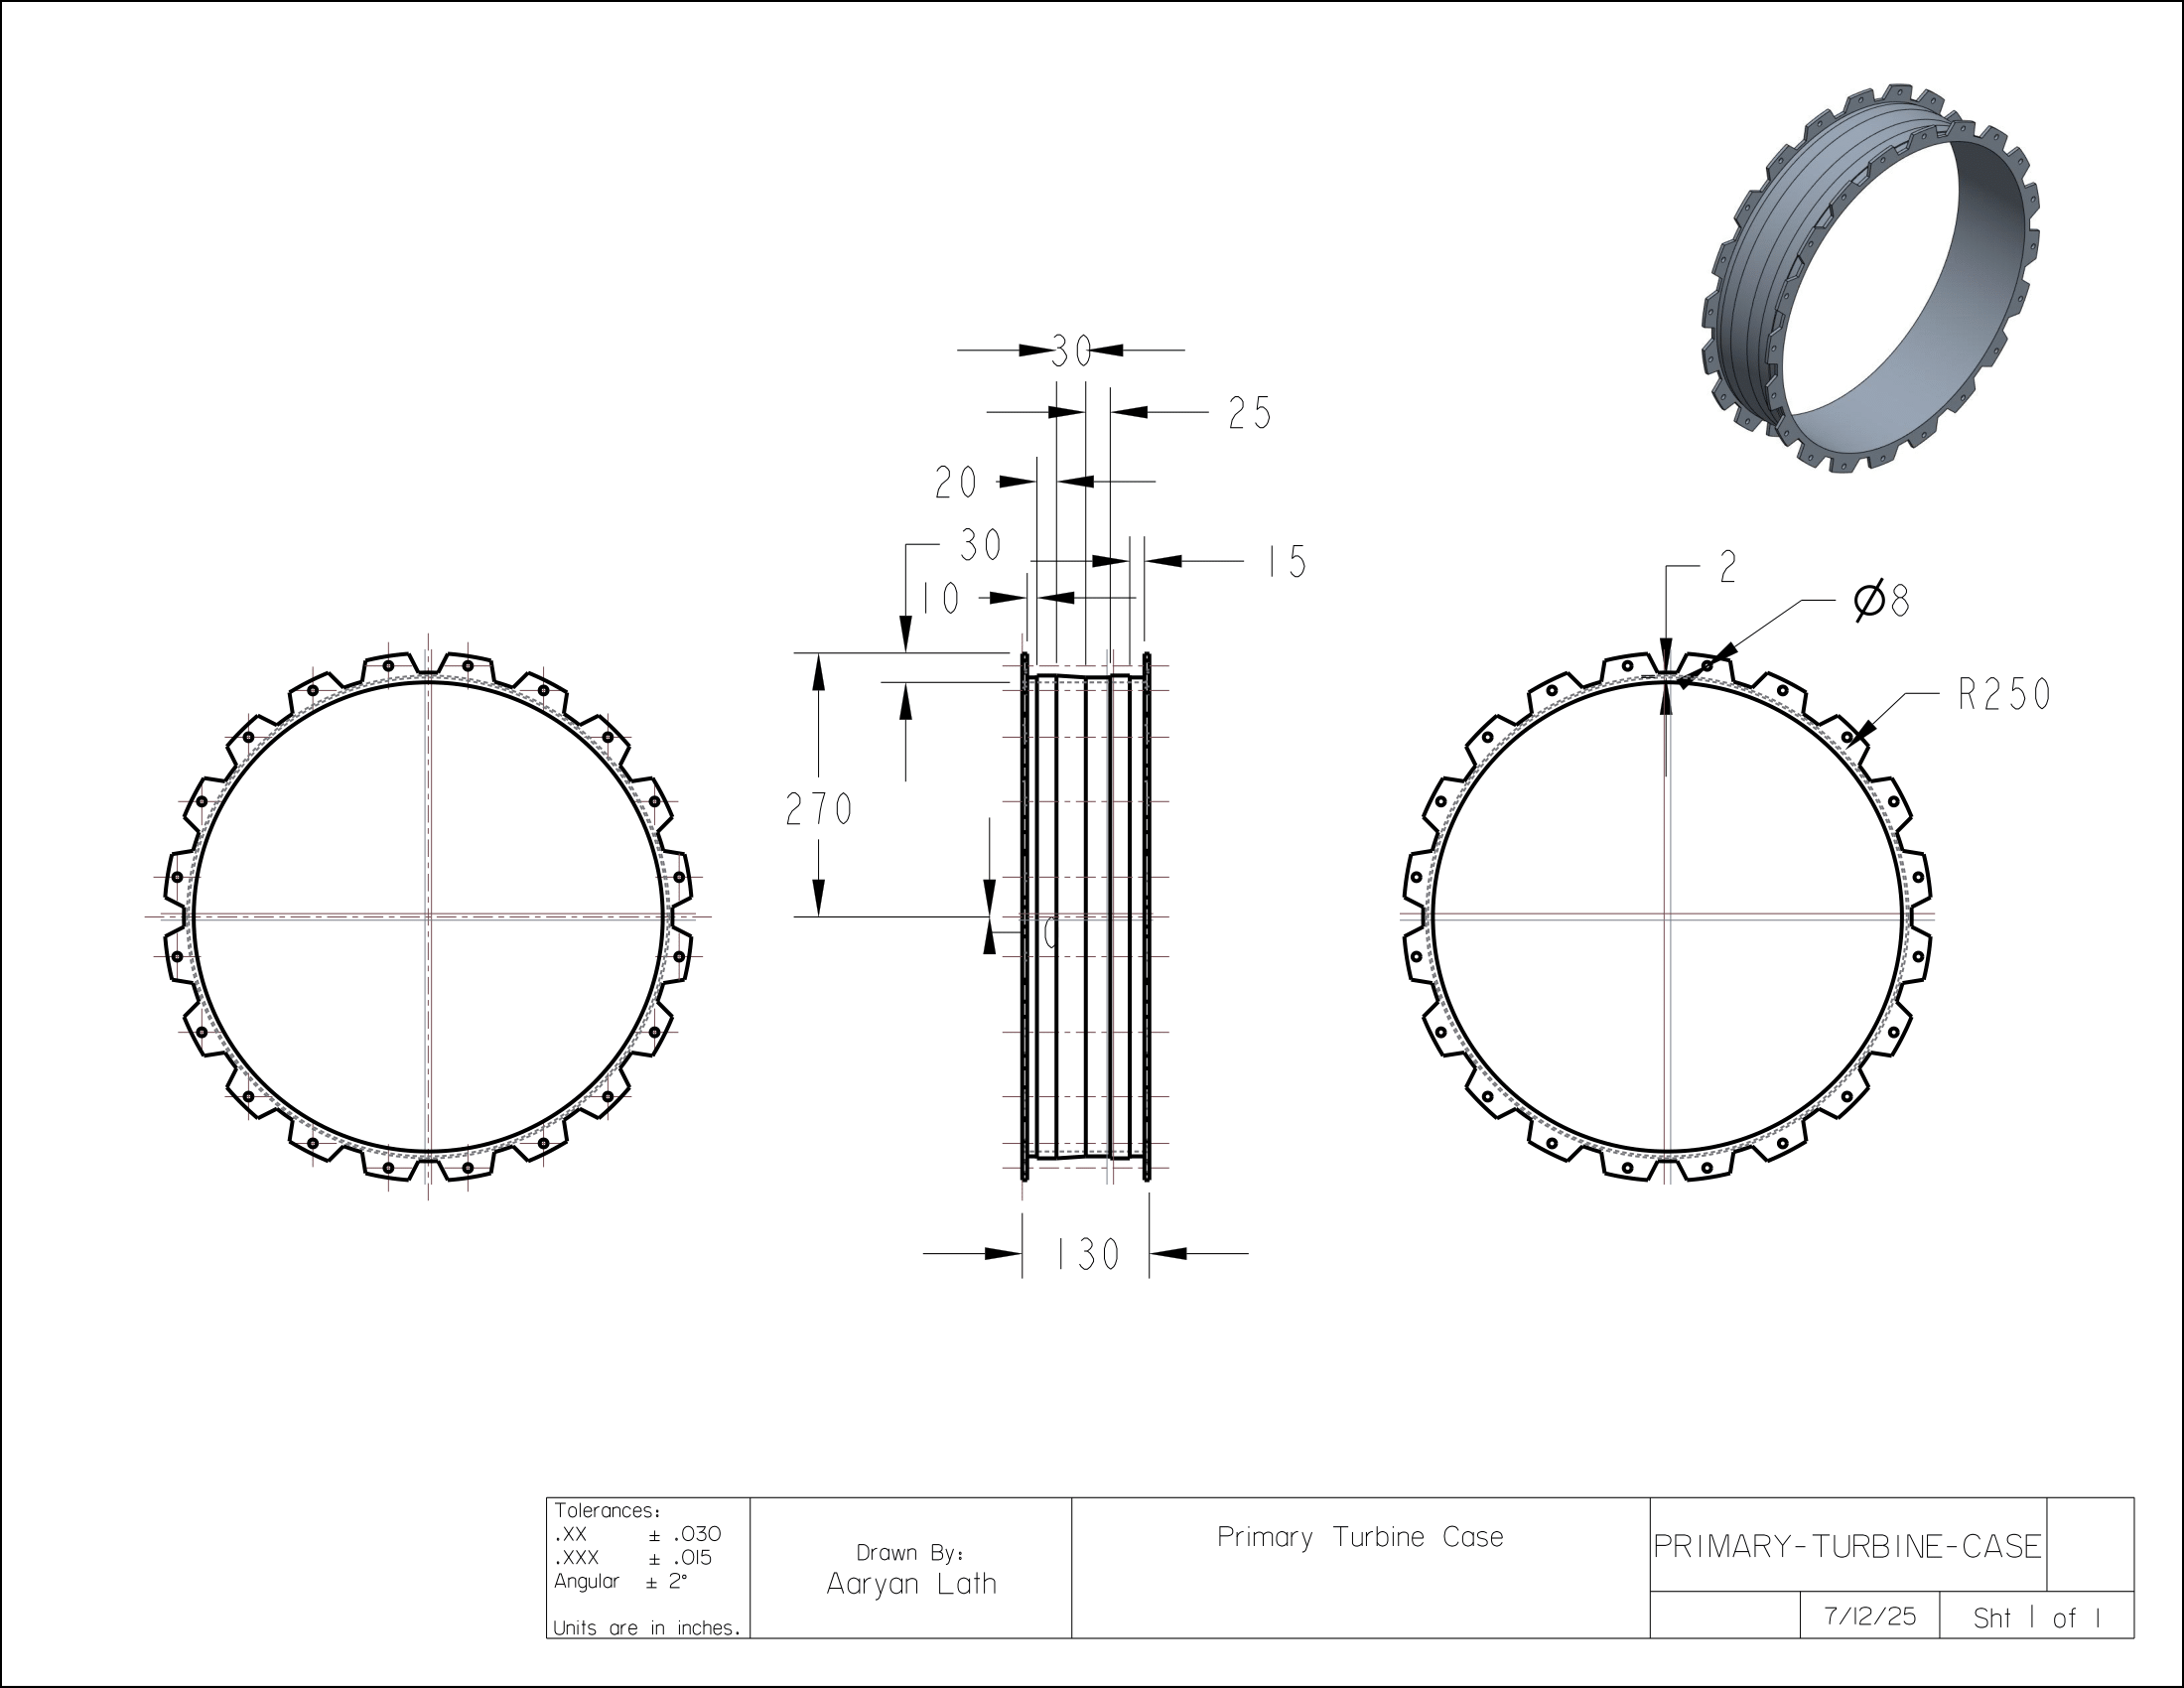 30
25
20
30
15
10
2
Ø8
R250
270
0
130
Tolerances:
.XX ± .030
.XXX ± .015
Angular ± 2°
Units are in inches.
Drawn By:
Aaryan Lath
Primary Turbine Case
PRIMARY-TURBINE-CASE
7/12/25
Sht 1 of 1